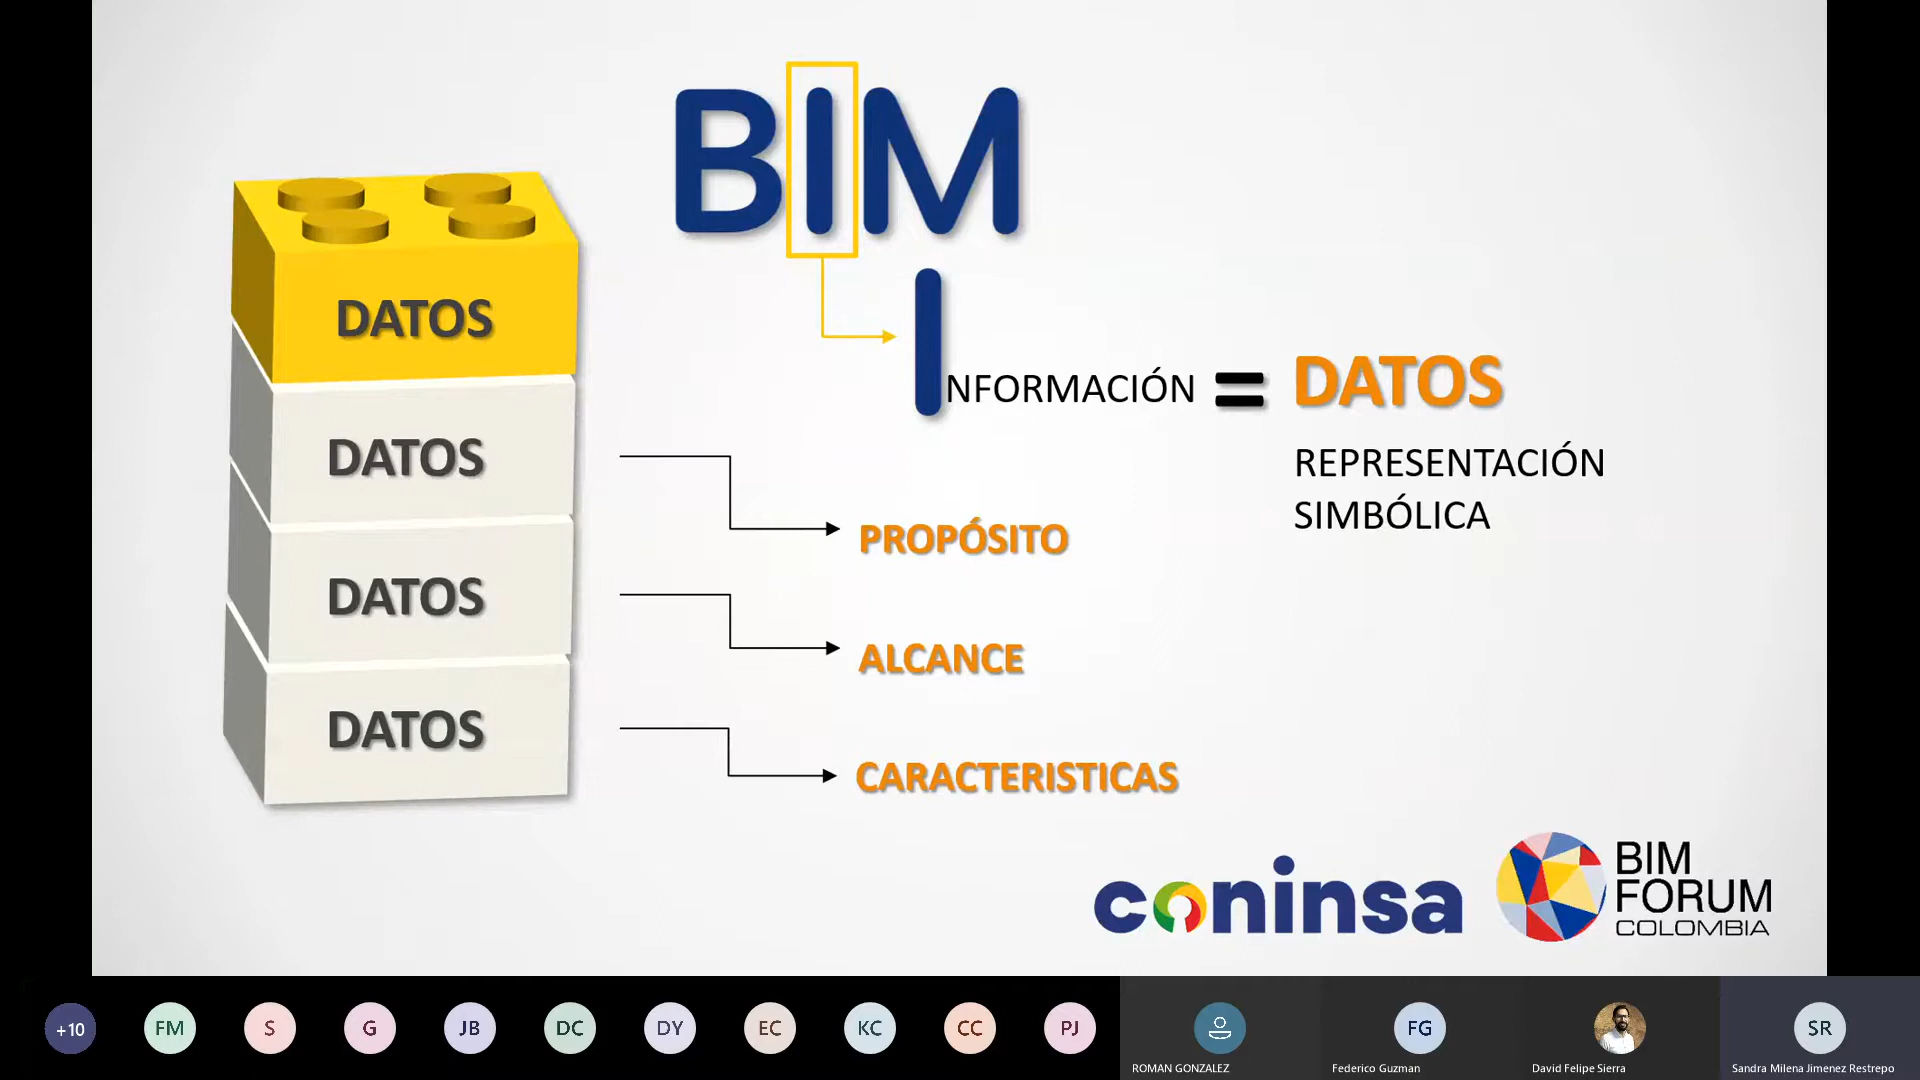 BIM
INFORMACIÓN = DATOS
REPRESENTACIÓN
SIMBÓLICA
DATOS
DATOS
DATOS
DATOS
PROPÓSITO
ALCANCE
CARACTERISTICAS
coninsa
BIM
FORUM
COLOMBIA
+10
FM
S
G
JB
DC
DY
EC
KC
CC
PJ
ROMAN GONZALEZ
FG
Federico Guzman
David Felipe Sierra
SR
Sandra Milena Jimenez Restrepo